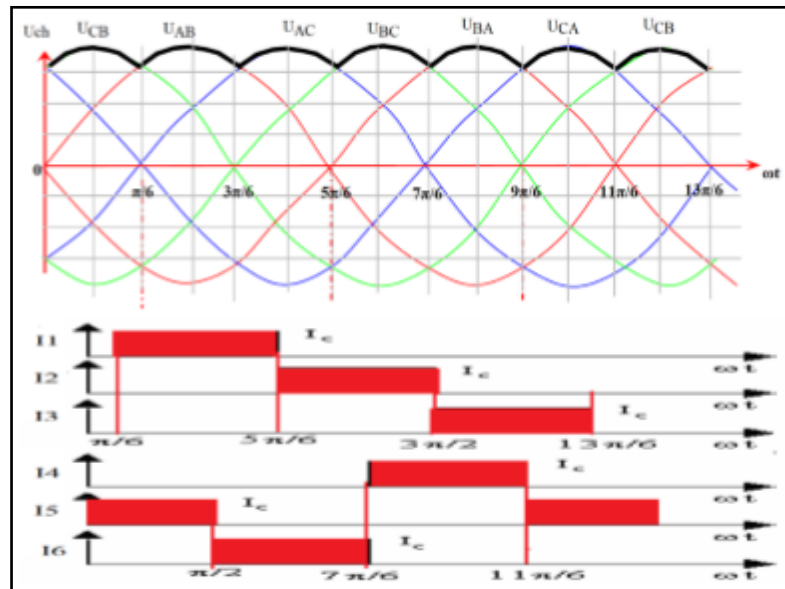 Uch UCB UAB UAC UBC UBA UCA UCB
0 π/6 3π/6 5π/6 7π/6 9π/6 11π/6 13π/6 ωt
I1 Ic ωt
I2 Ic ωt
I3 Ic ωt
π/6 5π/6 3π/2 13π/6
I4 Ic ωt
I5 Ic ωt
I6 Ic ωt
π/2 7π/6 11π/6